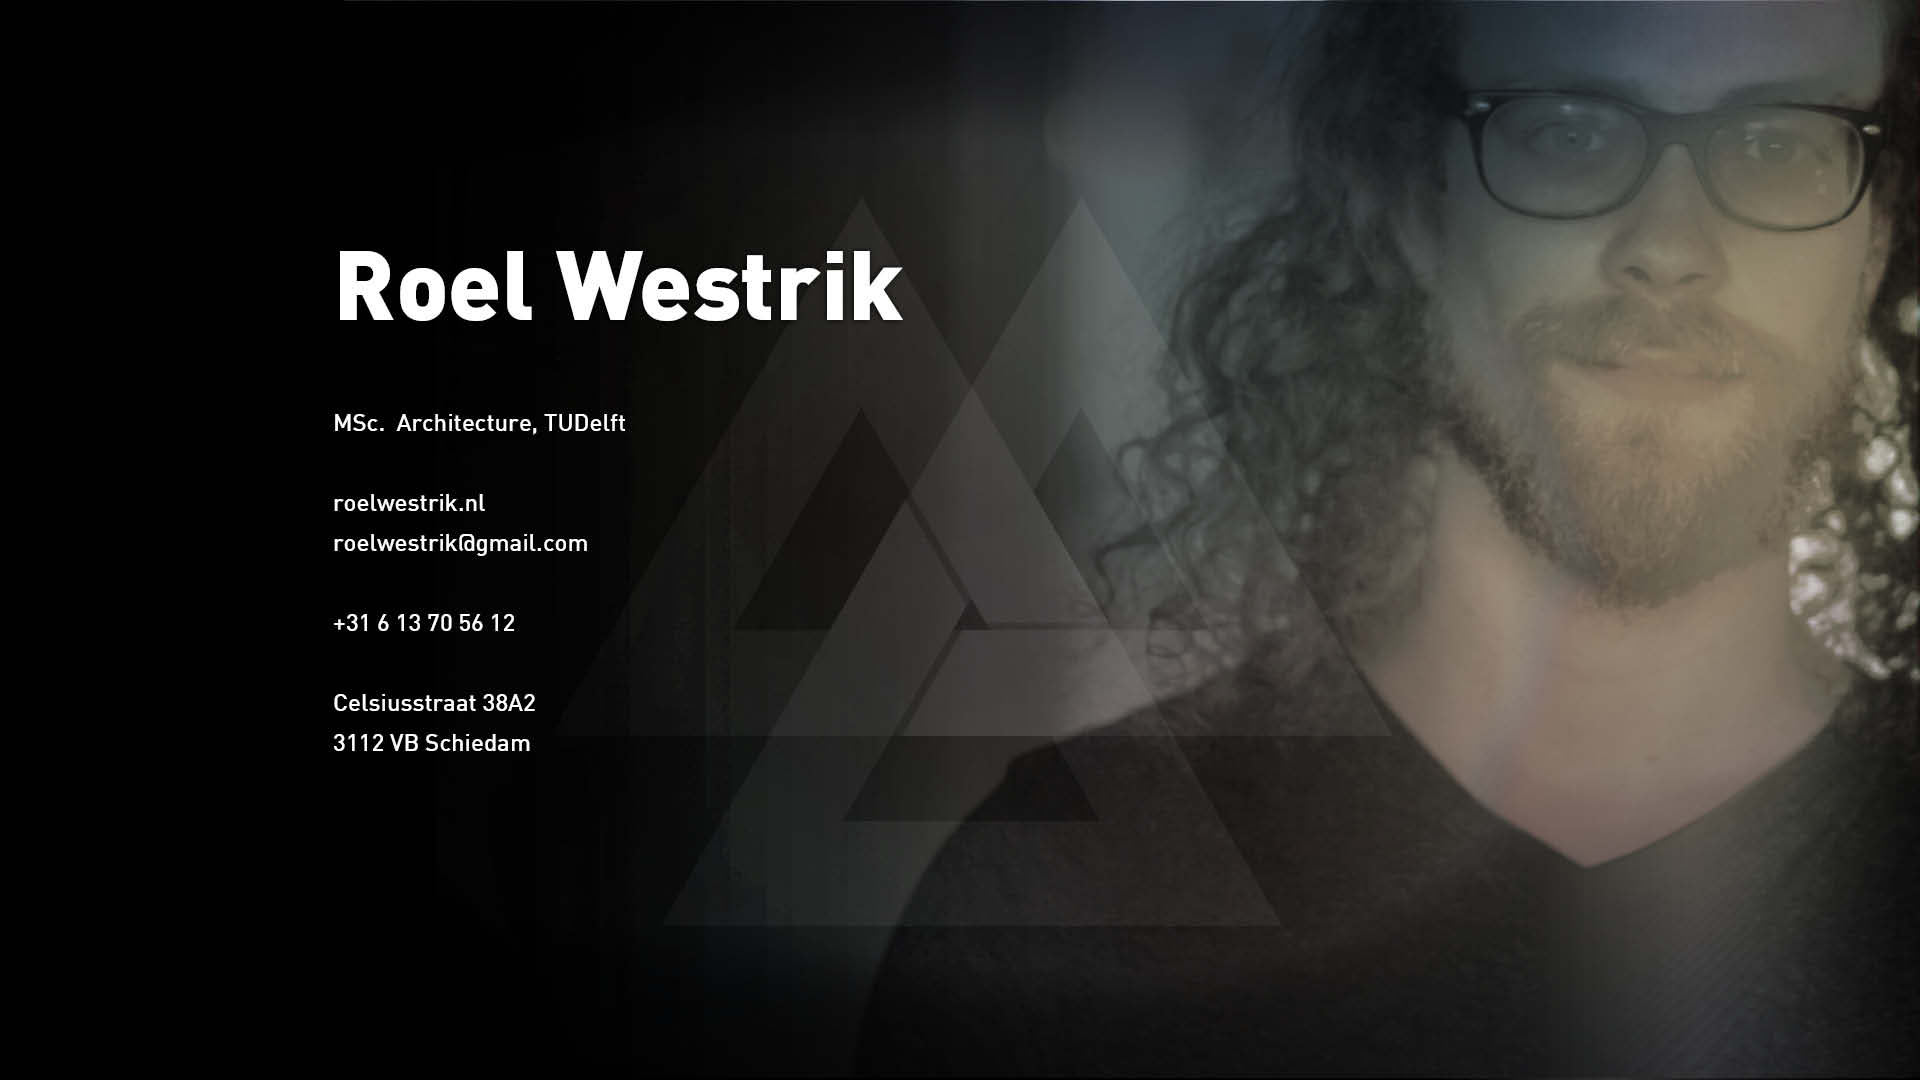 Roel Westrik
MSc.  Architecture, TUDelft
roelwestrik.nl
roelwestrik@gmail.com
+31 6 13 70 56 12
Celsiusstraat 38A2
3112 VB Schiedam